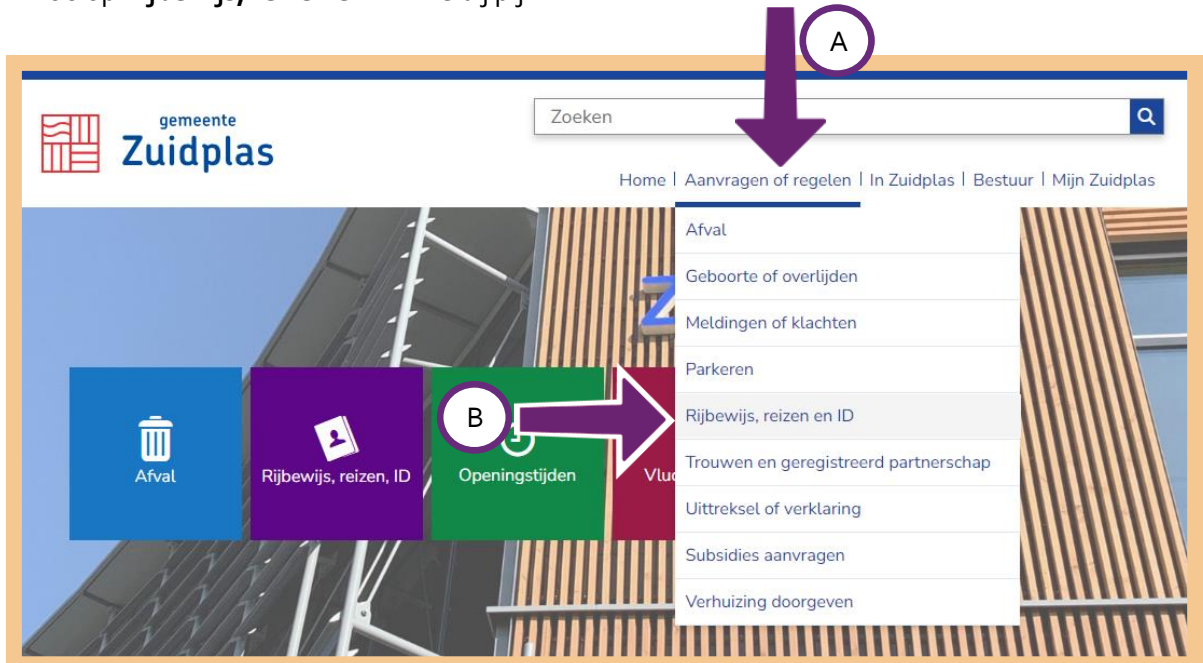 A
gemeente
Zuidplas
Zoeken
Home | Aanvragen of regelen | In Zuidplas | Bestuur | Mijn Zuidplas
Afval
Geboorte of overlijden
Meldingen of klachten
Parkeren
Rijbewijs, reizen en ID
Trouwen en geregistreerd partnerschap
Uittreksel of verklaring
Subsidies aanvragen
Verhuizing doorgeven
B
Afval
Rijbewijs, reizen, ID
Openingstijden